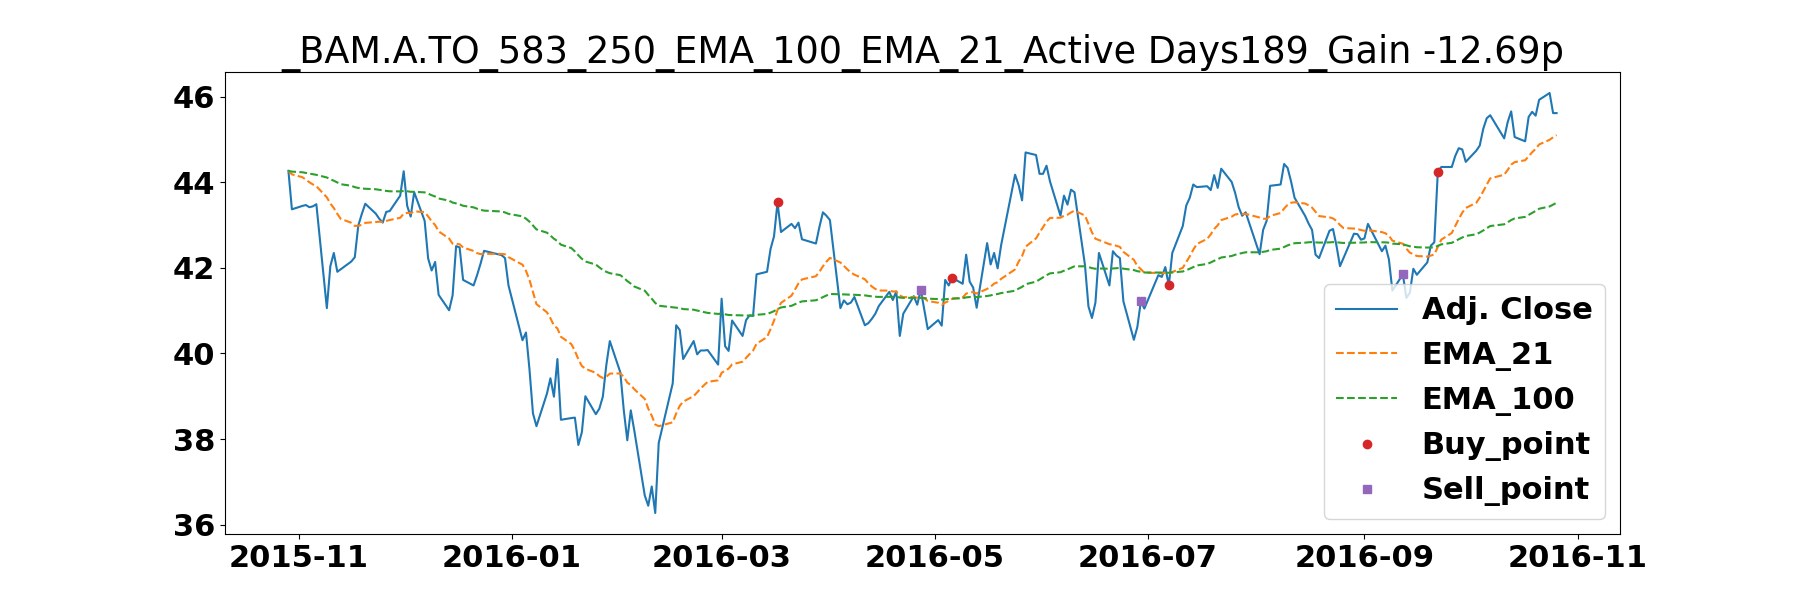 _BAM.A.TO_583_250_EMA_100_EMA_21_Active Days189_Gain -12.69p
46
44
42
40
38
36
Adj. Close
EMA_21
EMA_100
Buy_point
Sell_point
2015-11 2016-01 2016-03 2016-05 2016-07 2016-09 2016-11